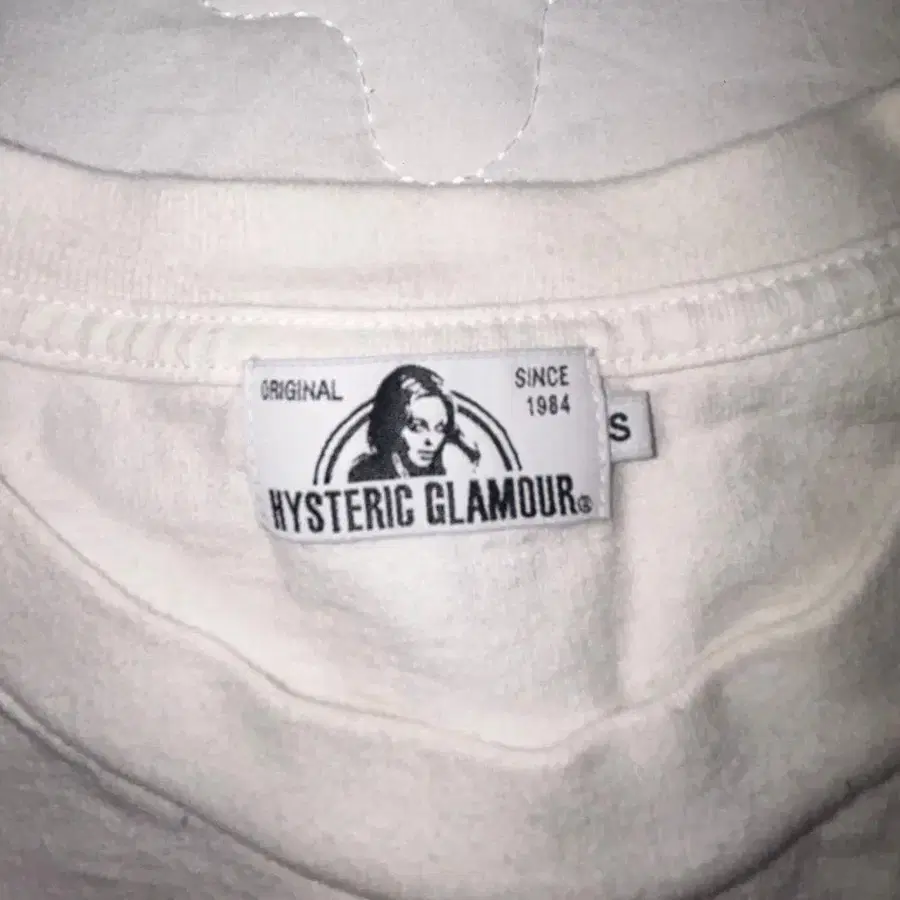 ORIGINAL
SINCE
1984
S
HYSTERIC GLAMOUR®